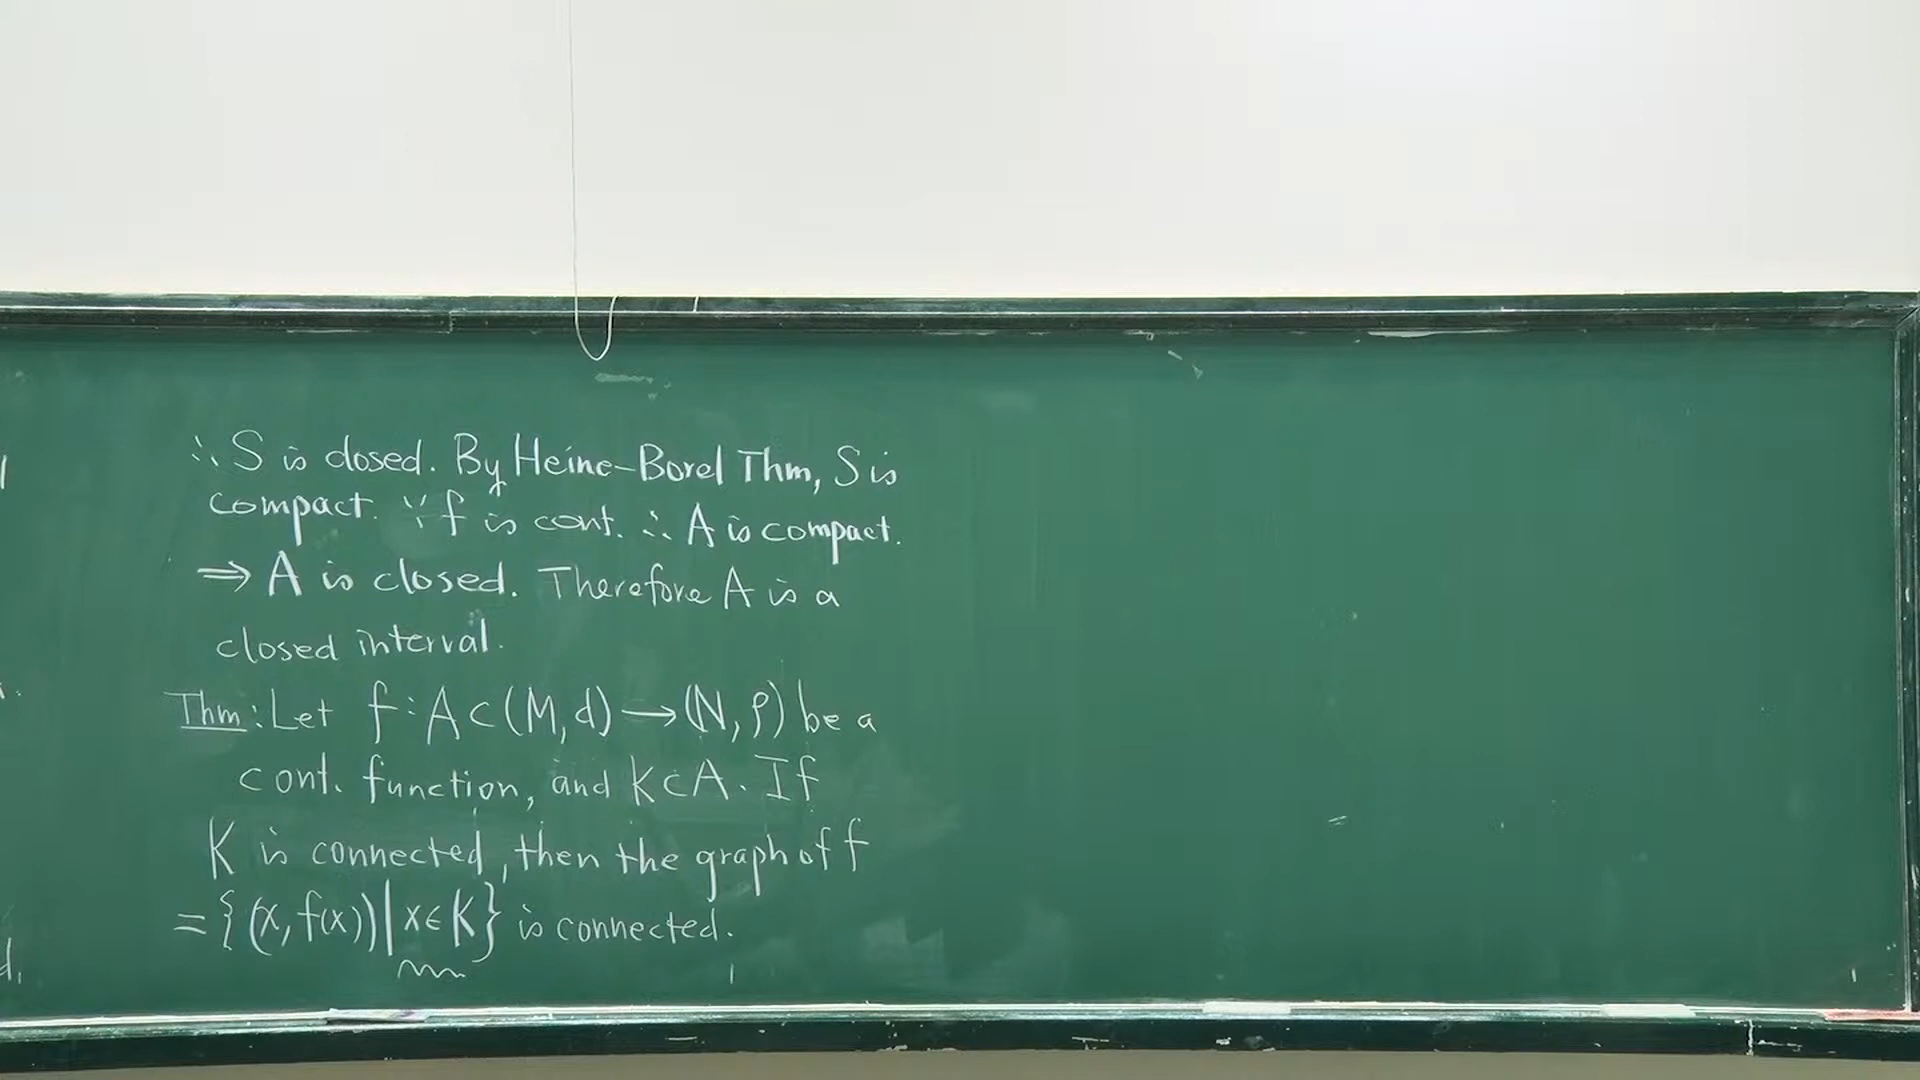 ∴ S is closed. By Heine-Borel Thm, S is
compact. ∵ f is cont. ∴ A is compact.
⇒ A is closed. Therefore A is a
closed interval.
Thm: Let f: A⊂(M,d)→(N,ρ) be a
cont. function, and K⊂A. If
K is connected, then the graph of f
= {(x, f(x)) | x∈K} is connected.